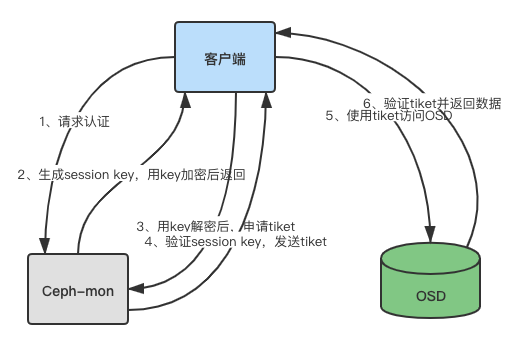 客户端
1、请求认证
6、验证tiket并返回数据
5、使用tiket访问OSD
2、生成session key，用key加密后返回
3、用key解密后，申请tiket
4、验证session key，发送tiket
Ceph-mon
OSD